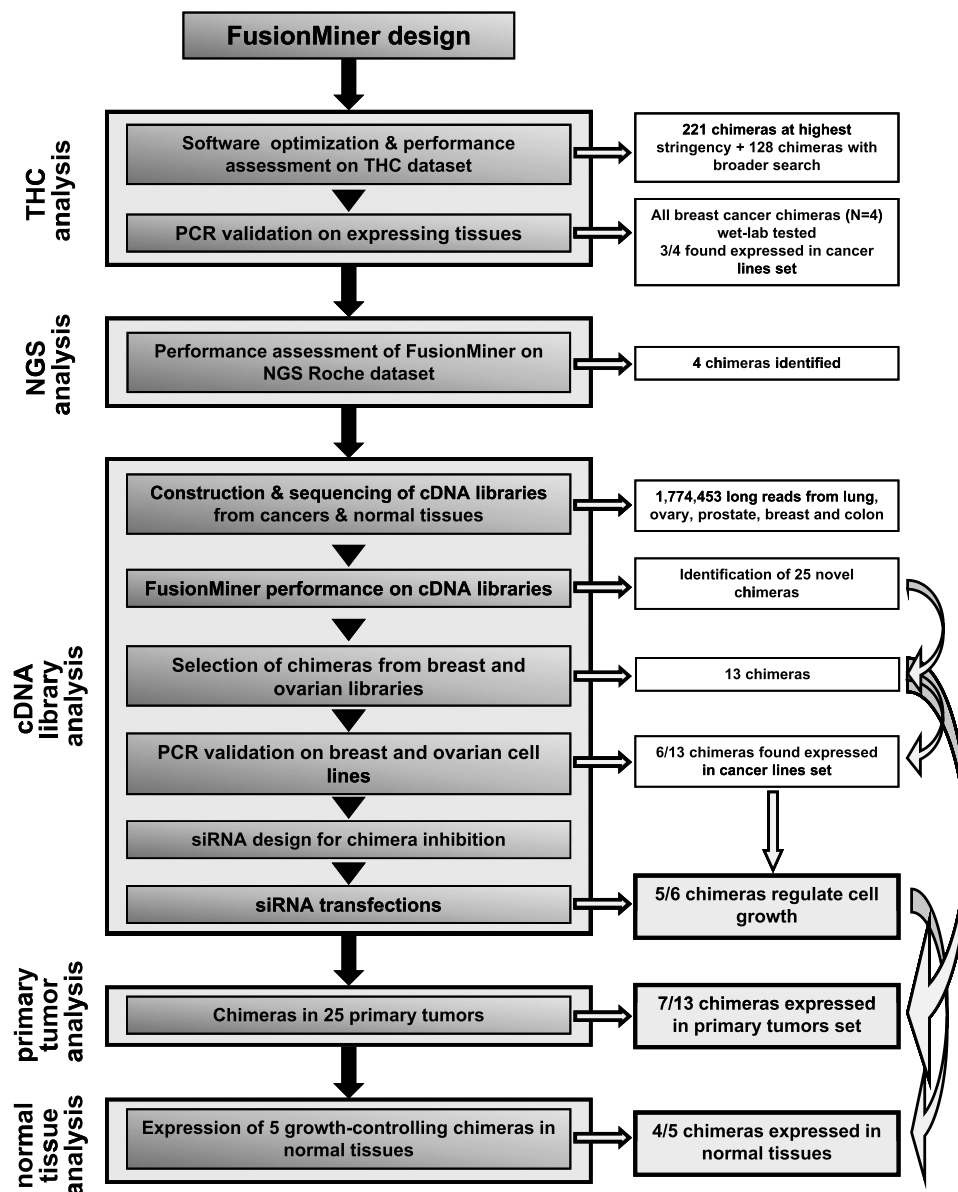 FusionMiner design
THC
analysis
Software optimization & performance
assessment on THC dataset
221 chimeras at highest
stringency + 128 chimeras with
broader search
PCR validation on expressing tissues
All breast cancer chimeras (N=4)
wet-lab tested
3/4 found expressed in cancer
lines set
NGS
analysis
Performance assessment of FusionMiner on
NGS Roche dataset
4 chimeras identified
cDNA
library
analysis
Construction & sequencing of cDNA libraries
from cancers & normal tissues
1,774,453 long reads from lung,
ovary, prostate, breast and colon
FusionMiner performance on cDNA libraries
Identification of 25 novel
chimeras
Selection of chimeras from breast and
ovarian libraries
13 chimeras
PCR validation on breast and ovarian cell
lines
6/13 chimeras found expressed
in cancer lines set
siRNA design for chimera inhibition
siRNA transfections
5/6 chimeras regulate cell
growth
primary
tumor
analysis
Chimeras in 25 primary tumors
7/13 chimeras expressed
in primary tumors set
normal
tissue
analysis
Expression of 5 growth-controlling chimeras in
normal tissues
4/5 chimeras expressed in
normal tissues